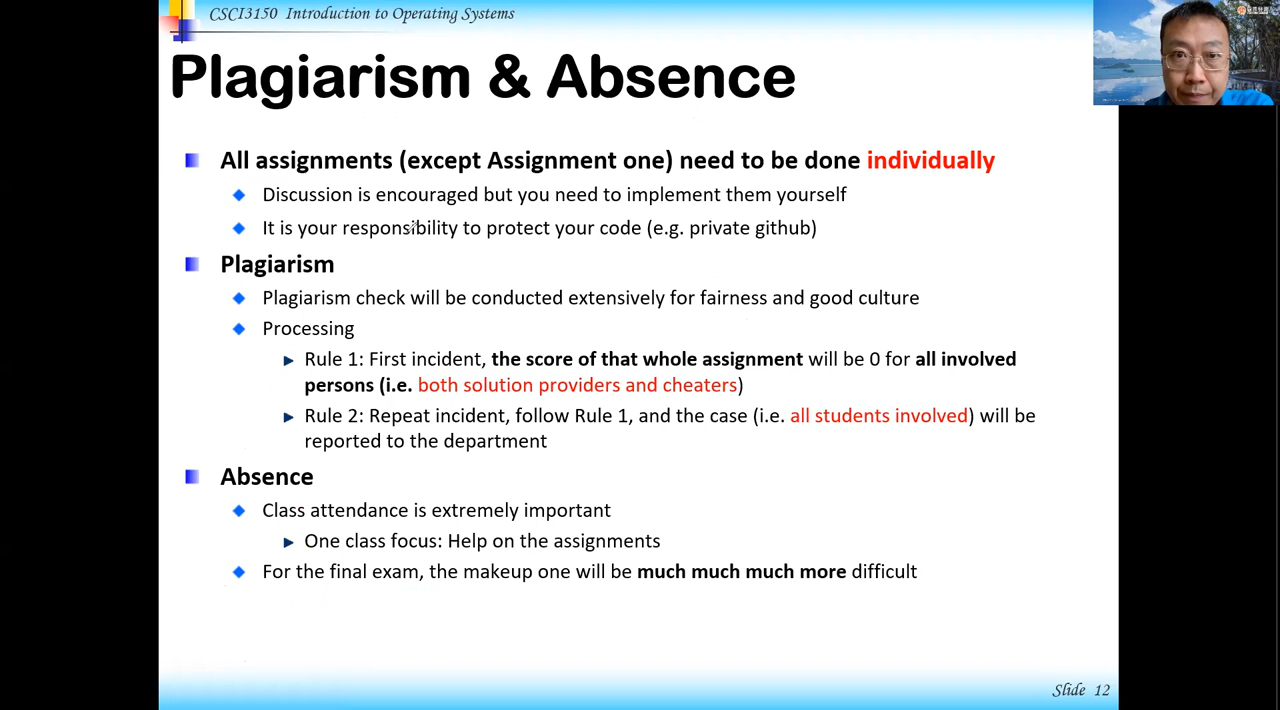 CSCI3150 Introduction to Operating Systems
Plagiarism & Absence
All assignments (except Assignment one) need to be done individually
Discussion is encouraged but you need to implement them yourself
It is your responsibility to protect your code (e.g. private github)
Plagiarism
Plagiarism check will be conducted extensively for fairness and good culture
Processing
Rule 1: First incident, the score of that whole assignment will be 0 for all involved
persons (i.e. both solution providers and cheaters)
Rule 2: Repeat incident, follow Rule 1, and the case (i.e. all students involved) will be
reported to the department
Absence
Class attendance is extremely important
One class focus: Help on the assignments
For the final exam, the makeup one will be much much much more difficult
Slide 12